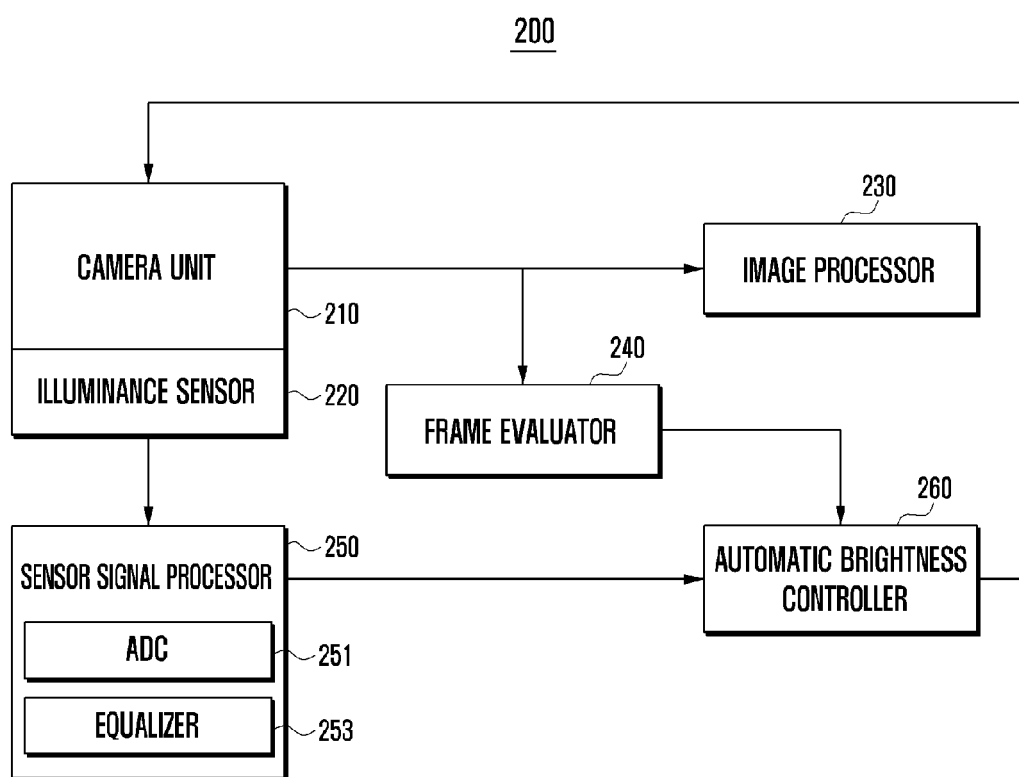 200
CAMERA UNIT
210
ILLUMINANCE SENSOR
220
230
IMAGE PROCESSOR
240
FRAME EVALUATOR
250
SENSOR SIGNAL PROCESSOR
ADC
251
EQUALIZER
253
260
AUTOMATIC BRIGHTNESS
CONTROLLER